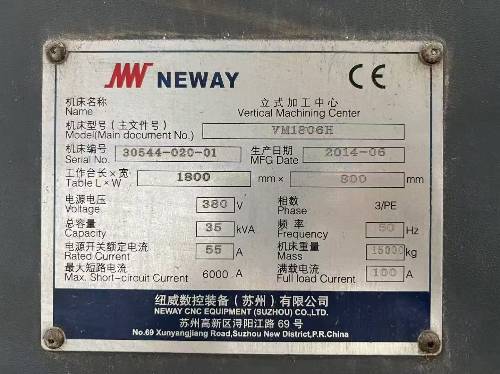 NEWAY CE
机床名称 立式加工中心
Name Vertical Machining Center
机床型号(主文件号) VM1806H
Model(Main document No.)
机床编号 30544-020-01 生产日期 2014-06
Serial No. MFG Date
工作台长×宽 1800 mm× 800 mm
Table L×W
电源电压 380 V 相数 3/PE
Voltage Phase
总容量 35 kVA 频率 50 Hz
Capacity Frequency
电源开关额定电流 55 A 机床重量 15000 kg
Rated Current Mass
最大短路电流 6000 A 满载电流 100 A
Max. Short-circuit Current Full load Current
纽威数控装备(苏州)有限公司
NEWAY CNC EQUIPMENT (SUZHOU) CO.,LTD.
苏州高新区浔阳江路 69 号
No.69 Xunyangjiang Road,Suzhou New District,P.R.China